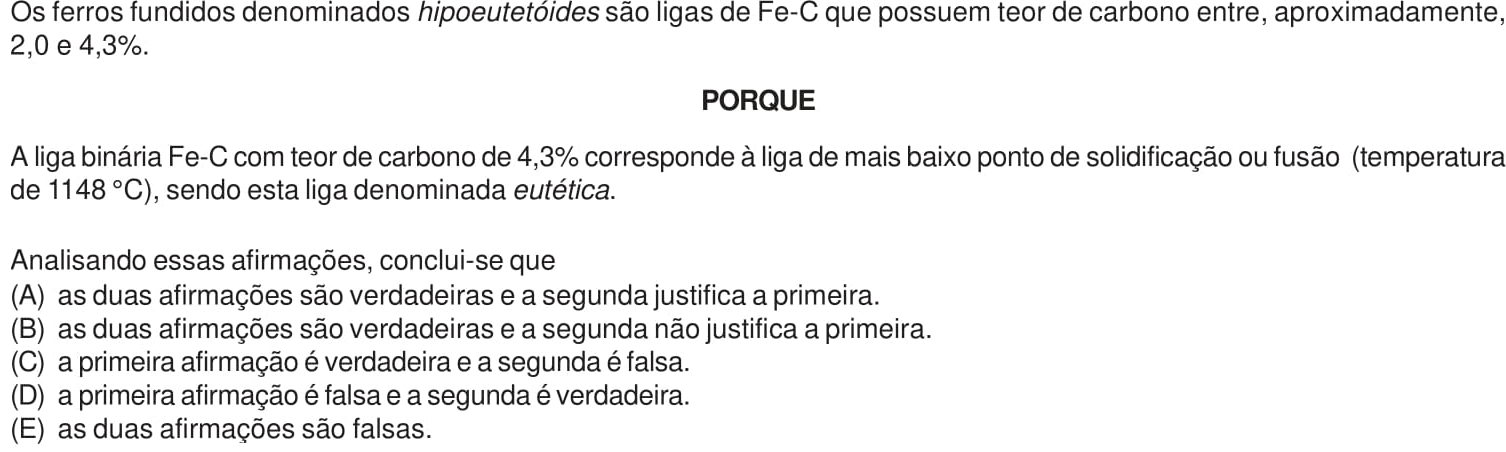 Os ferros fundidos denominados hipoeutetóides são ligas de Fe-C que possuem teor de carbono entre, aproximadamente,
2,0 e 4,3%.
PORQUE
A liga binária Fe-C com teor de carbono de 4,3% corresponde à liga de mais baixo ponto de solidificação ou fusão (temperatura
de 1148 °C), sendo esta liga denominada eutética.
Analisando essas afirmações, conclui-se que
(A) as duas afirmações são verdadeiras e a segunda justifica a primeira.
(B) as duas afirmações são verdadeiras e a segunda não justifica a primeira.
(C) a primeira afirmação é verdadeira e a segunda é falsa.
(D) a primeira afirmação é falsa e a segunda é verdadeira.
(E) as duas afirmações são falsas.